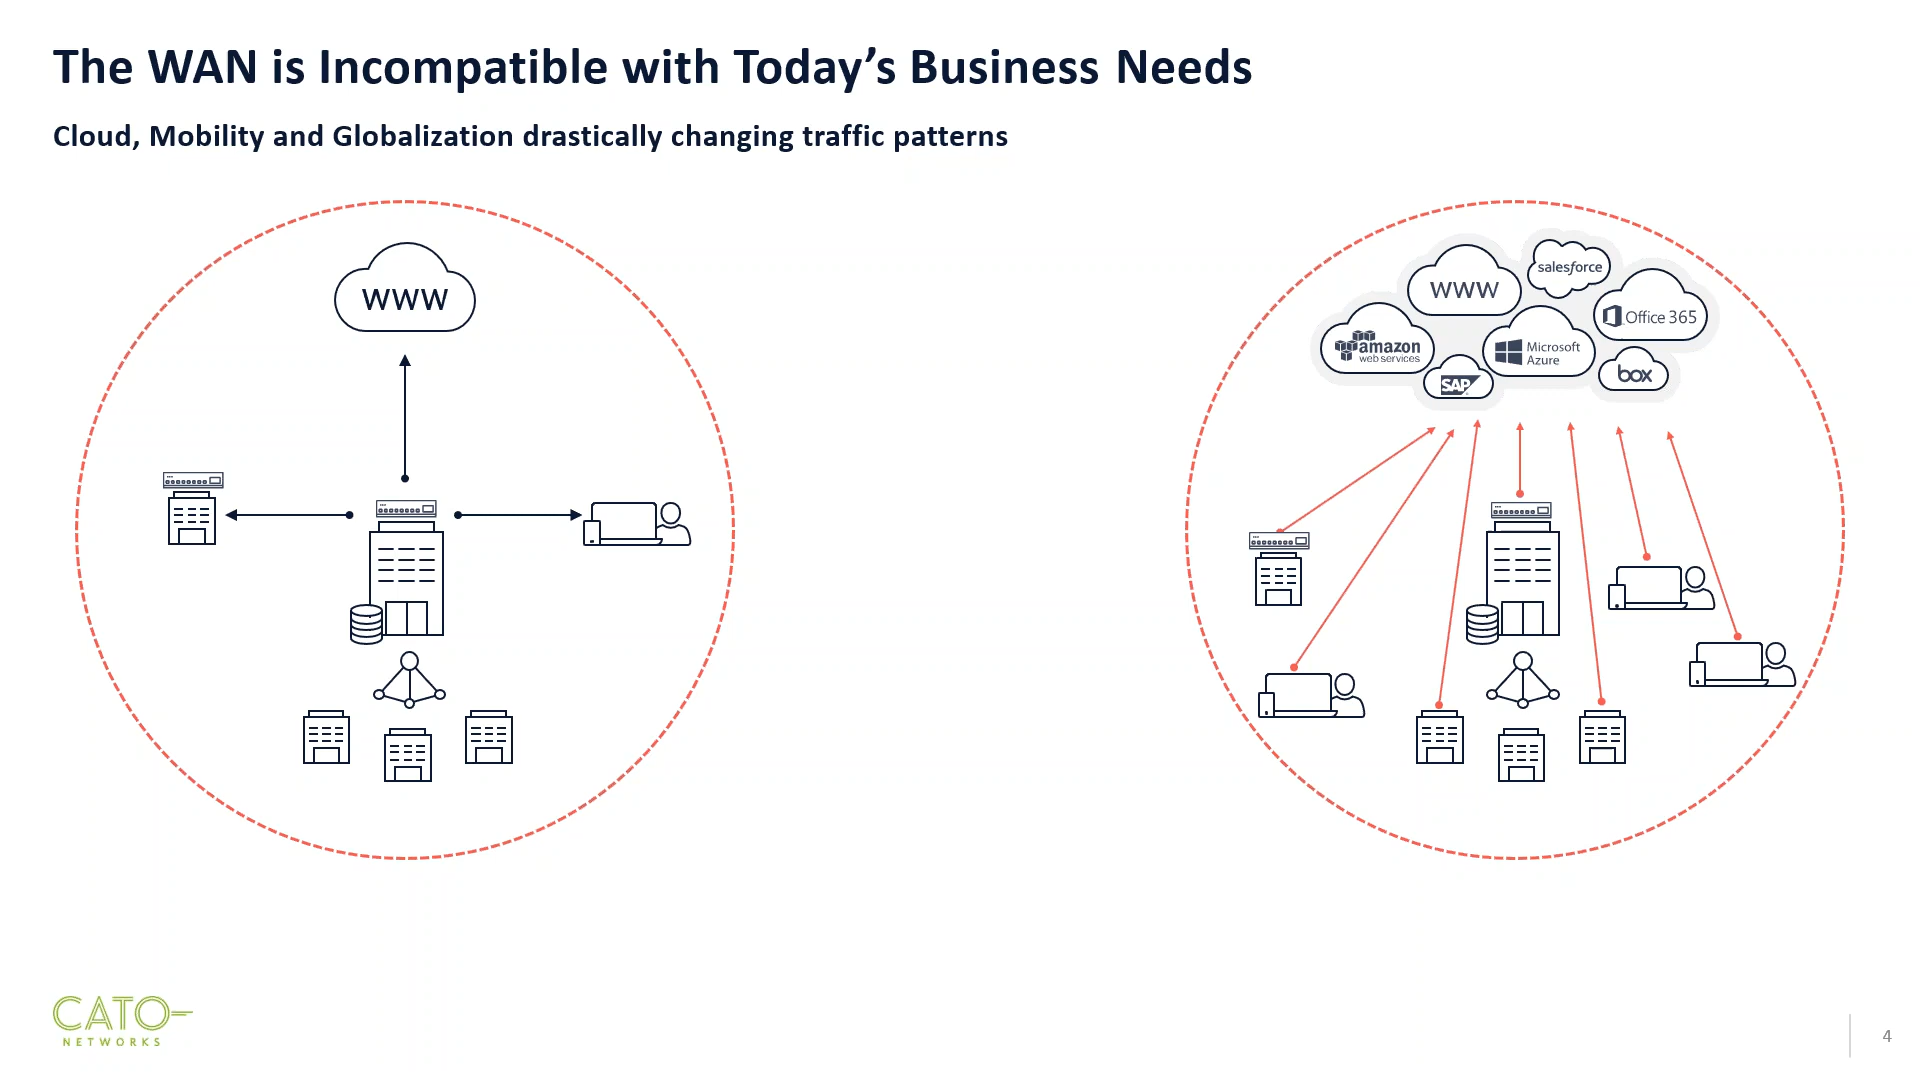 The WAN is Incompatible with Today’s Business Needs
Cloud, Mobility and Globalization drastically changing traffic patterns
WWW
WWW
salesforce
Office 365
amazon
web services
Microsoft
Azure
SAP
box
CATO
NETWORKS
4